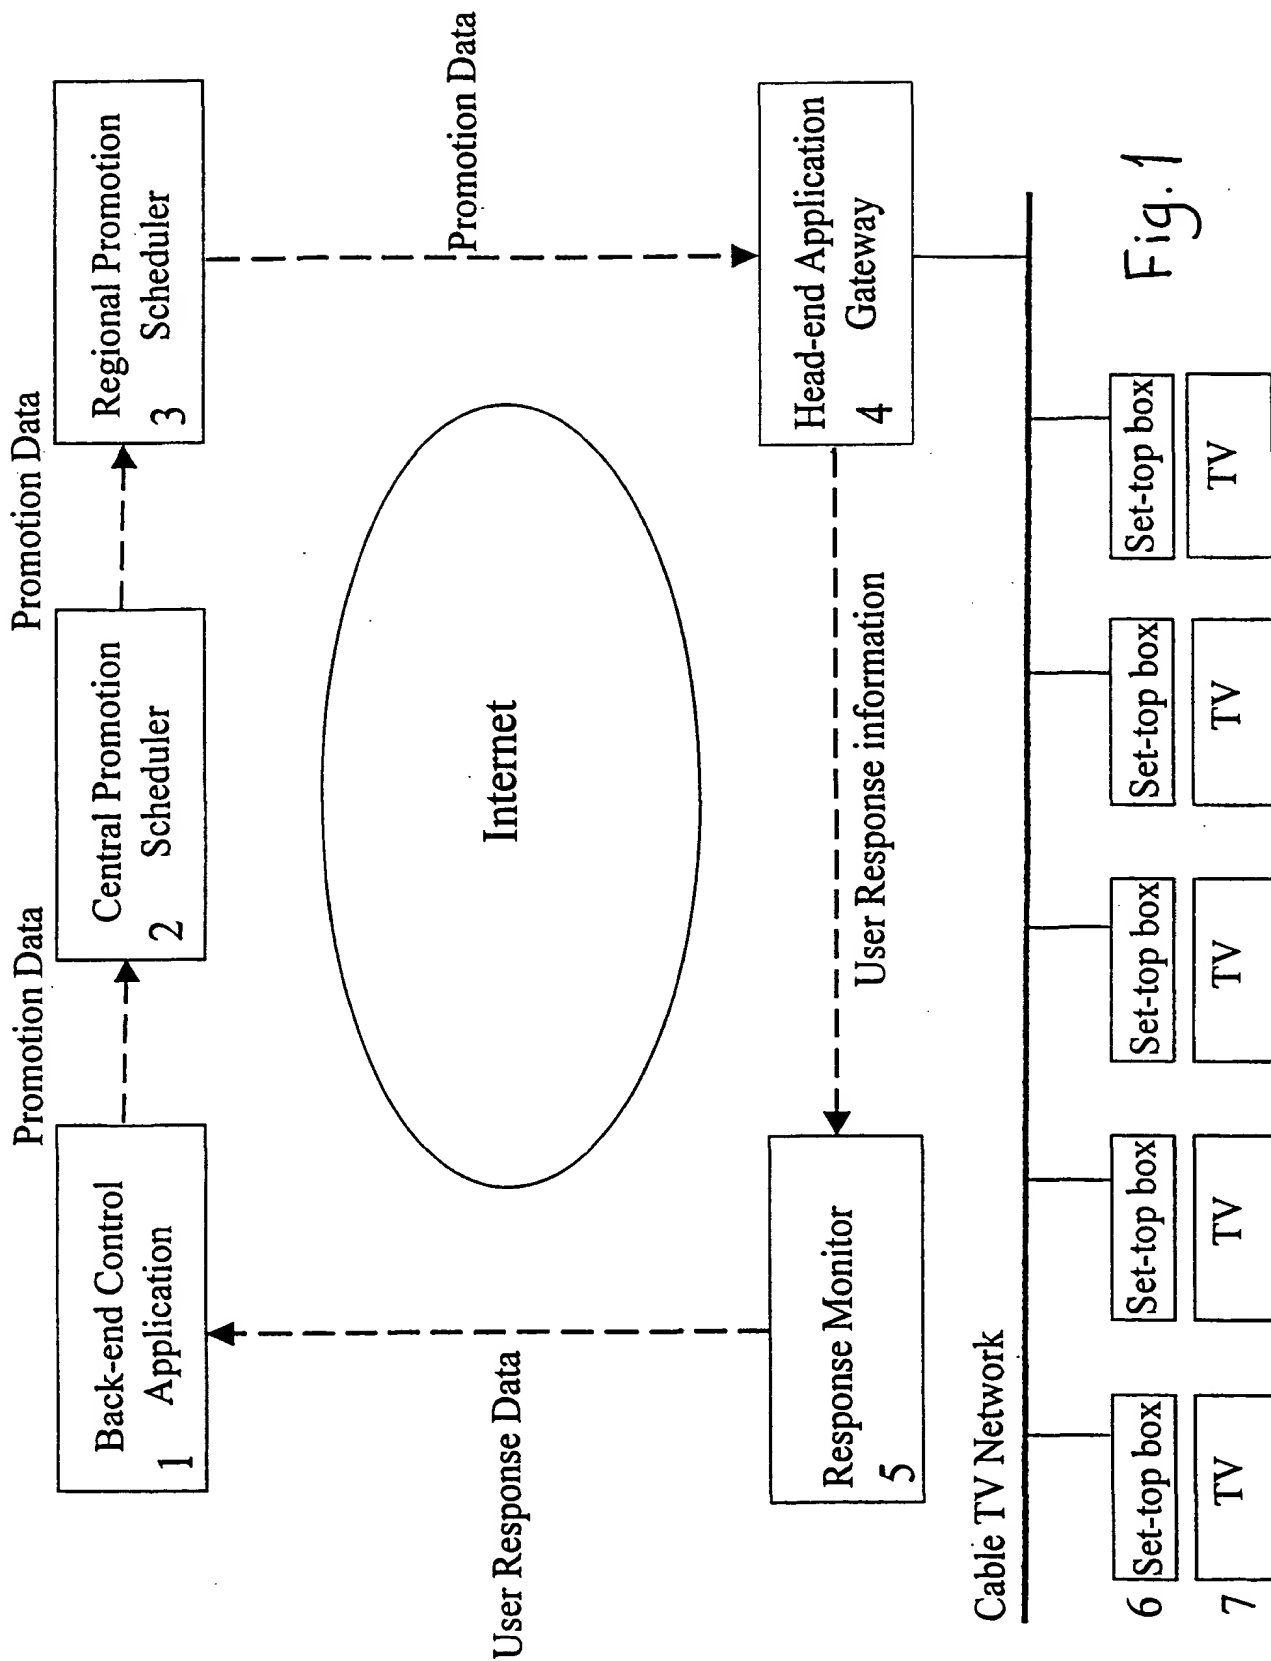 Promotion Data
Promotion Data
Back-end Control
Application
1
Central Promotion
Scheduler
2
Regional Promotion
Scheduler
3
User Response Data
Internet
Promotion Data
Response Monitor
5
User Response information
Head-end Application
Gateway
4
Cable TV Network
6
Set-top box
Set-top box
Set-top box
Set-top box
Set-top box
7
TV
TV
TV
TV
TV
Fig. 1